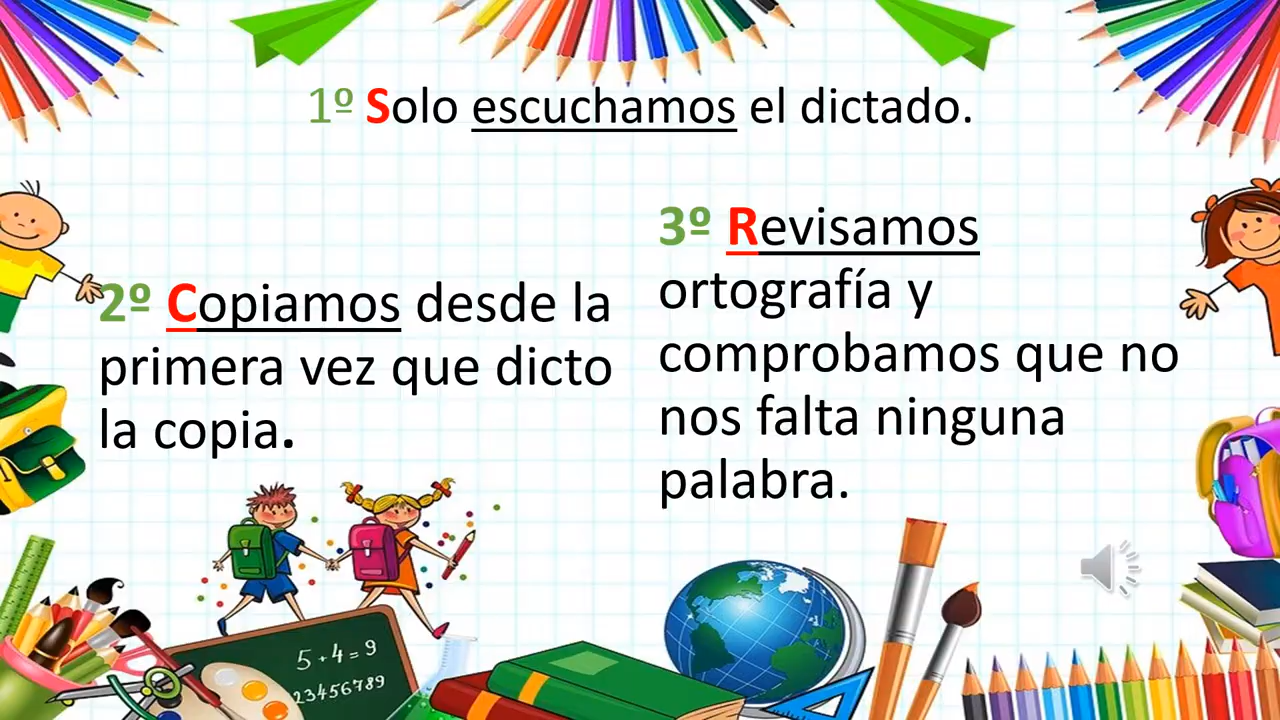 1º Solo escuchamos el dictado.
2º Copiamos desde la
primera vez que dicto
la copia.
3º Revisamos
ortografía y
comprobamos que no
nos falta ninguna
palabra.
5+4=9
123456789